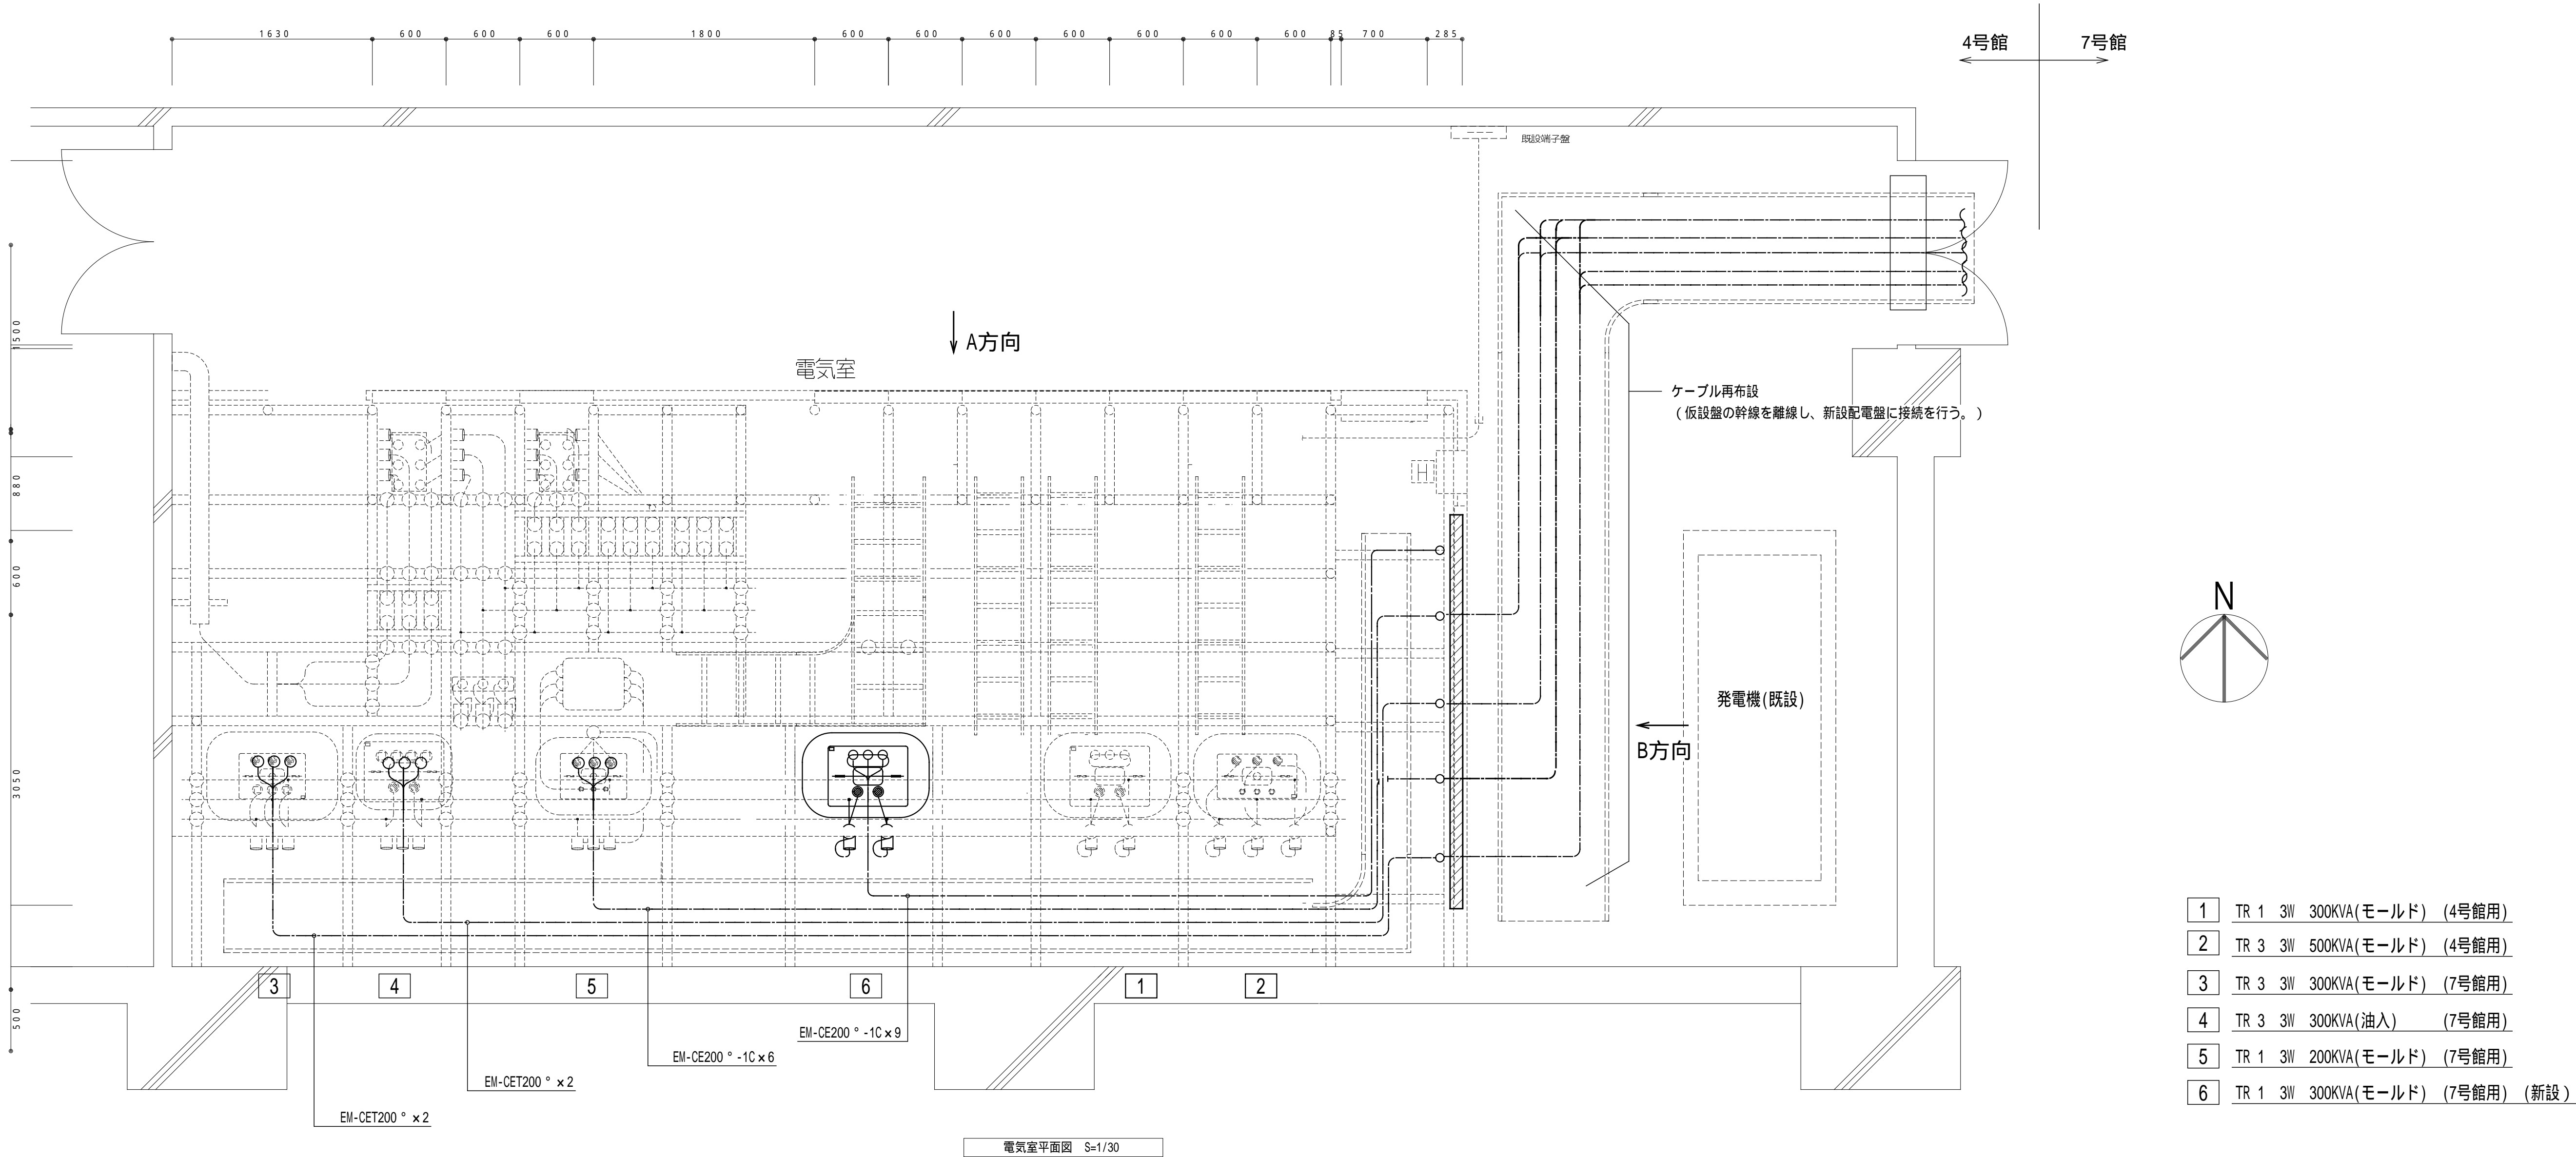 1630 600 600 600 1800 600 600 600 600 600 600 600 85 700 285
4号館 7号館
既設端子盤
1500
880
600
3050
500
A方向
電気室
ケーブル再布設
(仮設盤の幹線を離線し、新設配電盤に接続を行う。)
H
N
発電機(既設)
B方向
3 4 5 6 1 2
EM-CE200°-1C×9
EM-CE200°-1C×6
EM-CET200°×2
EM-CET200°×2
1 TR 1 3W 300KVA(モールド) (4号館用)
2 TR 3 3W 500KVA(モールド) (4号館用)
3 TR 3 3W 300KVA(モールド) (7号館用)
4 TR 3 3W 300KVA(油入) (7号館用)
5 TR 1 3W 200KVA(モールド) (7号館用)
6 TR 1 3W 300KVA(モールド) (7号館用) (新設)
電気室平面図 S=1/30